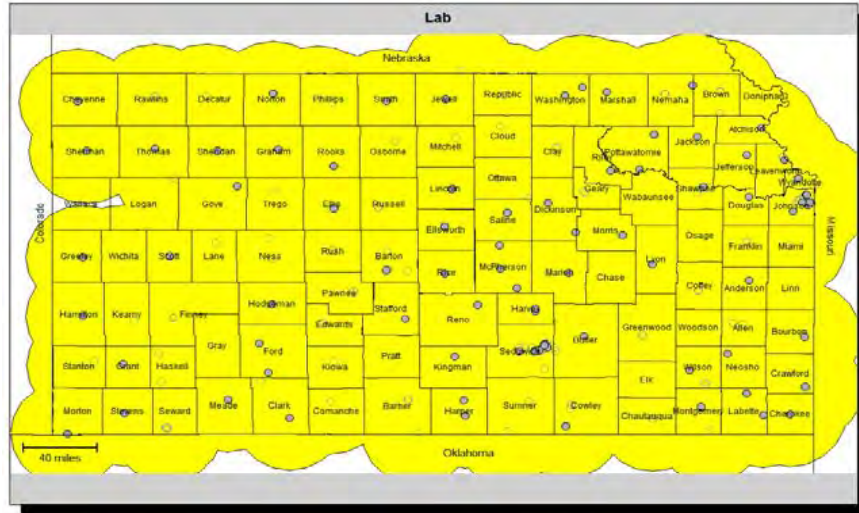 Lab
Nebraska
Cheyenne Rawlins Decatur Norton Phillips Smith Jewell Republic Washington Marshall Nemaha Brown Doniphan
Sherman Thomas Sheridan Graham Rooks Osborne Mitchell Cloud Clay Riley Pottawatomie Jackson Atchison
Jefferson Leavenworth
Wallace Logan Gove Trego Ellis Russell Lincoln Ottawa Geary Wabaunsee Shawnee Wyandotte
Saline Dickinson Douglas Johnson
Colorado
Missouri
Greeley Wichita Scott Lane Ness Rush Barton Ellsworth Morris Osage Franklin Miami
Rice McPherson Marion Chase Lyon
Hamilton Kearny Finney Hodgeman Pawnee Stafford Coffey Anderson Linn
Edwards Reno Harvey Greenwood Woodson Allen Bourbon
Gray Ford Butler
Stanton Grant Haskell Kiowa Pratt Kingman Sedgwick Elk Wilson Neosho Crawford
Morton Stevens Seward Meade Clark Comanche Barber Harper Sumner Cowley Chautauqua Montgomery Labette Cherokee
40 miles
Oklahoma